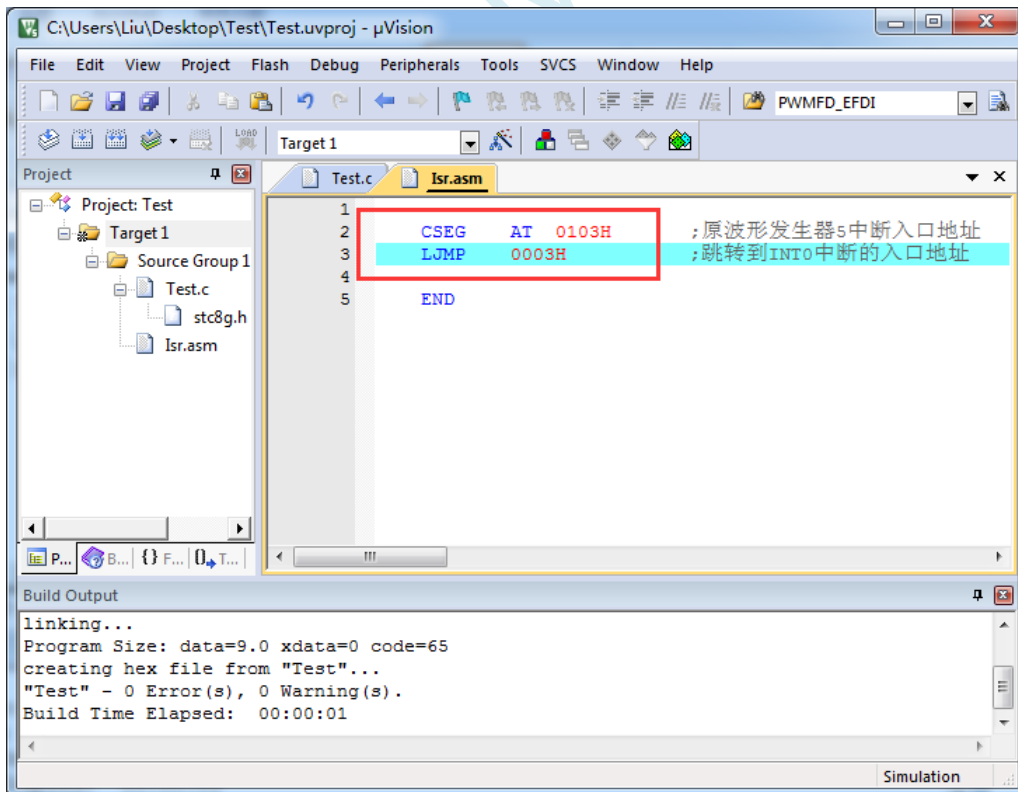 C:\Users\Liu\Desktop\Test\Test.uvproj - µVision
File Edit View Project Flash Debug Peripherals Tools SVCS Window Help
PWMFD_EFDI
LOAD Target 1
Project
Test.c Isr.asm
Project: Test
Target 1
Source Group 1
Test.c
stc8g.h
Isr.asm
1
2 CSEG AT 0103H ;原波形发生器5中断入口地址
3 LJMP 0003H ;跳转到INT0中断的入口地址
4
5 END
P... B... {} F... 0 T...
Build Output
linking...
Program Size: data=9.0 xdata=0 code=65
creating hex file from "Test"...
"Test" - 0 Error(s), 0 Warning(s).
Build Time Elapsed: 00:00:01
Simulation